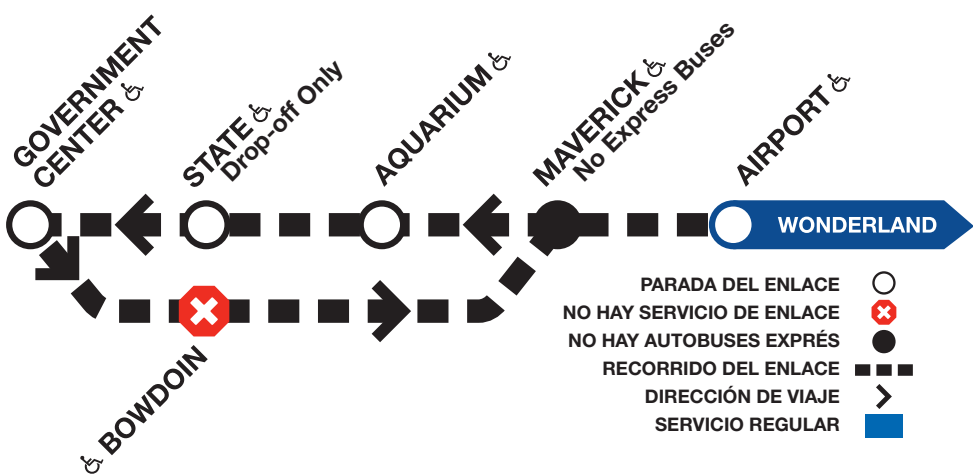 GOVERNMENT
CENTER
STATE
Drop-off Only
AQUARIUM
MAVERICK
No Express Buses
AIRPORT
WONDERLAND
BOWDOIN
PARADA DEL ENLACE
NO HAY SERVICIO DE ENLACE
NO HAY AUTOBUSES EXPRÉS
RECORRIDO DEL ENLACE
DIRECCIÓN DE VIAJE
SERVICIO REGULAR